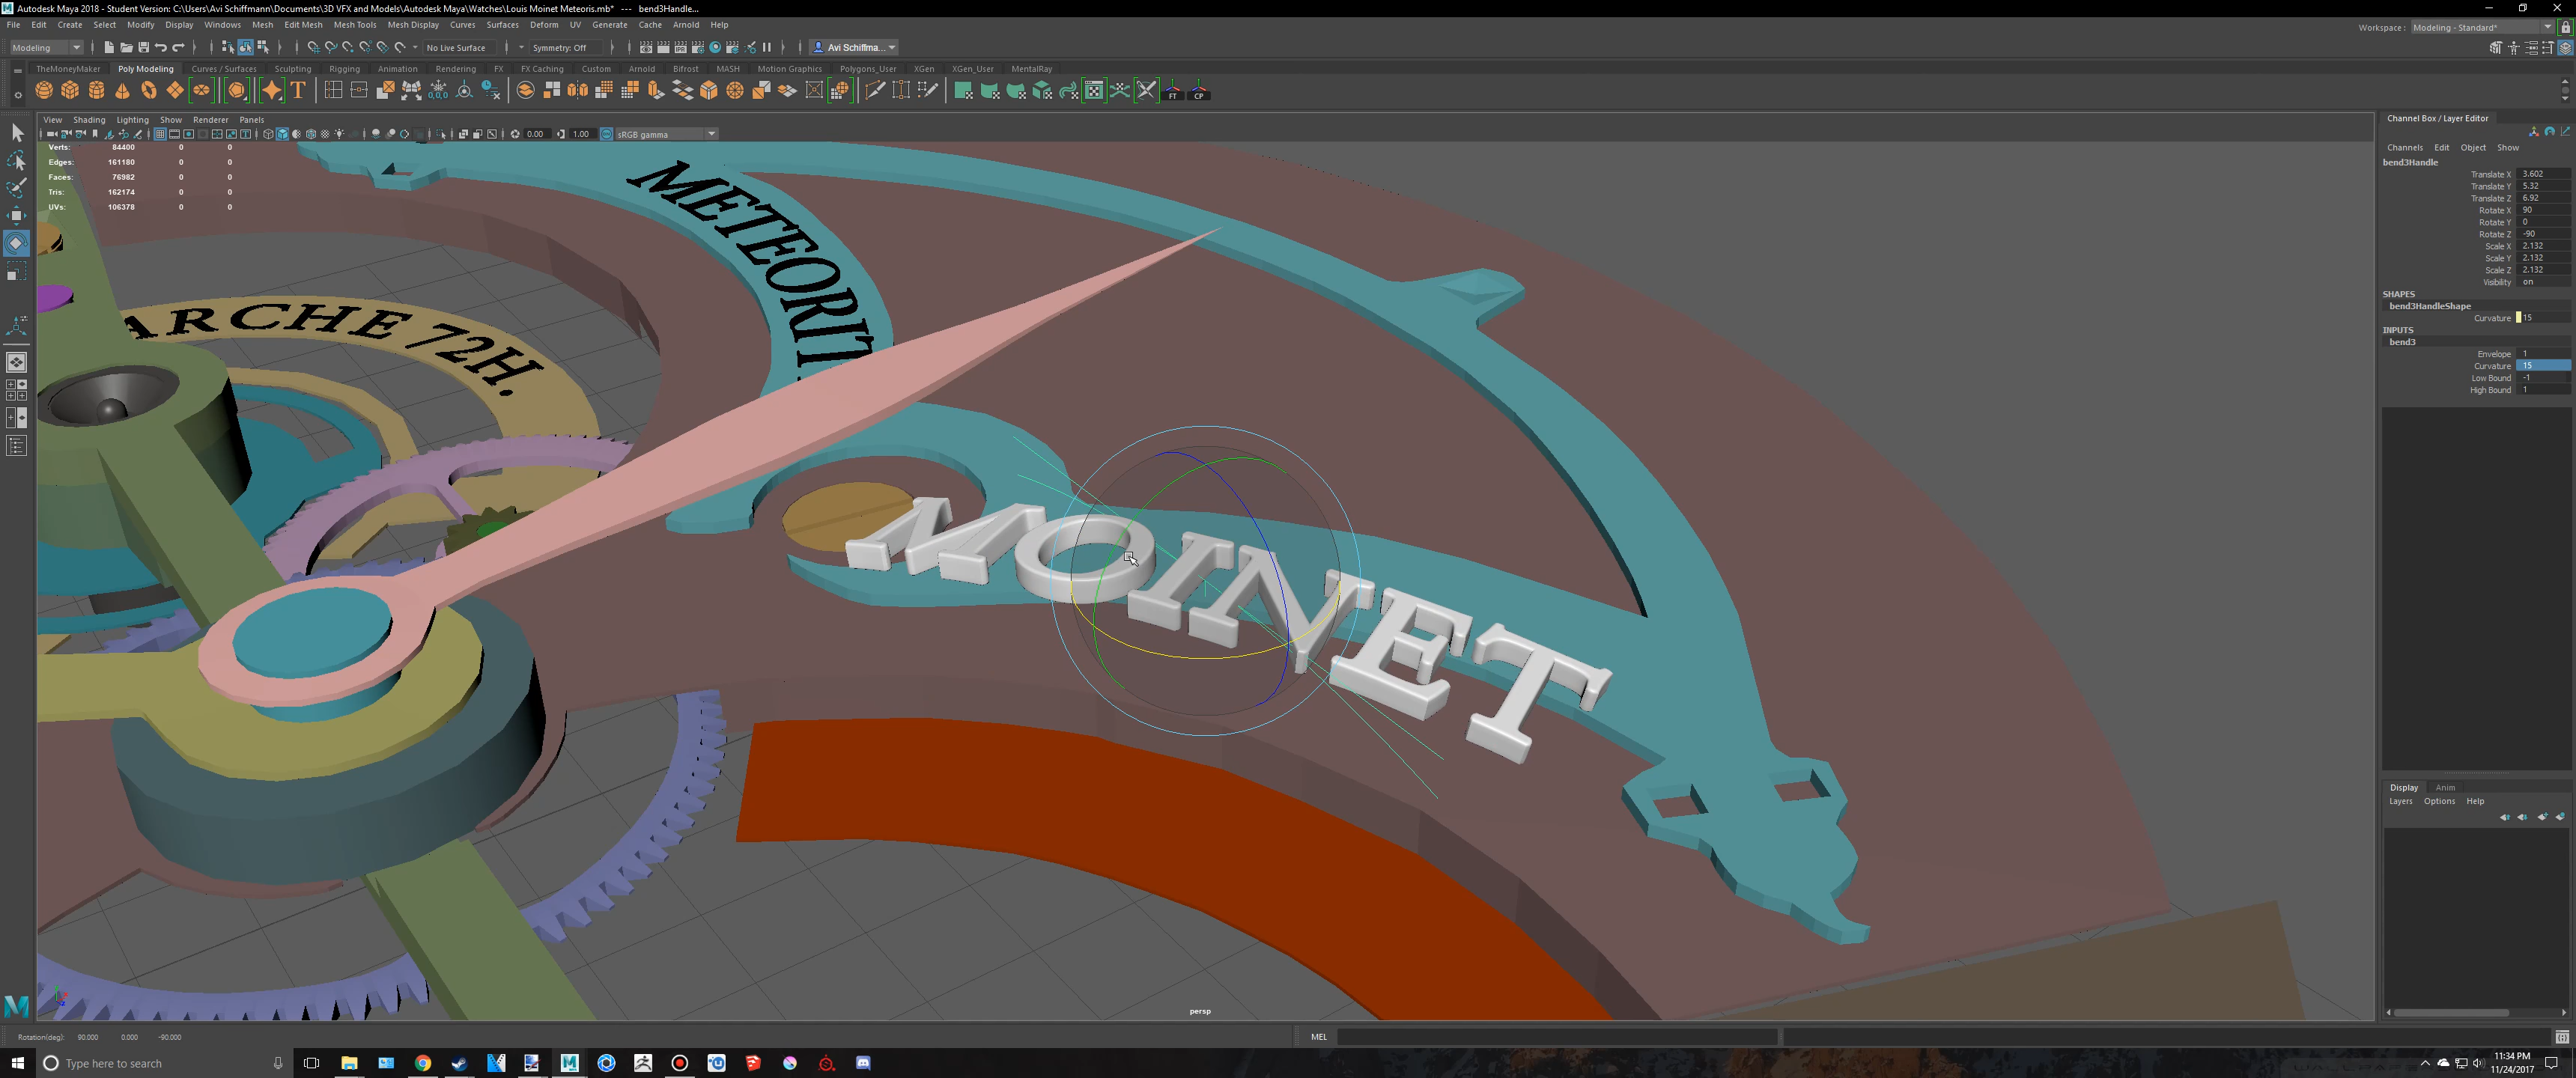 Autodesk Maya 2018 - Student Version: C:\Users\Avi Schiffmann\Documents\3D VFX and Models\Autodesk Maya\Watches\Louis Moinet Meteoris.mb* --- bend3Handle...
File Edit Create Select Modify Display Windows Mesh Edit Mesh Mesh Tools Mesh Display Curves Surfaces Deform UV Generate Cache Arnold Help
Workspace : Modeling - Standard*
Modeling No Live Surface Symmetry: Off Avi Schiffma...
TheMoneyMaker Poly Modeling Curves / Surfaces Sculpting Rigging Animation Rendering FX FX Caching Custom Arnold Bifrost MASH Motion Graphics Polygons_User XGen XGen_User MentalRay
FT CP
View Shading Lighting Show Renderer Panels
0.00 1.00 sRGB gamma
Verts: 84400 0 0
Edges: 161180 0 0
Faces: 76982 0 0
Tris: 162174 0 0
UVs: 106378 0 0
METEORIT
ARCHE 72H.
MOINET
persp
Channel Box / Layer Editor
Channels Edit Object Show
bend3Handle
Translate X 3.602
Translate Y 5.32
Translate Z 6.92
Rotate X 90
Rotate Y 0
Rotate Z -90
Scale X 2.132
Scale Y 2.132
Scale Z 2.132
Visibility on
SHAPES
bend3HandleShape
Curvature 15
INPUTS
bend3
Envelope 1
Curvature 15
Low Bound -1
High Bound 1
Display Anim
Layers Options Help
Rotation(deg): 90.000 0.000 -90.000
MEL
Type here to search
11:34 PM
11/24/2017